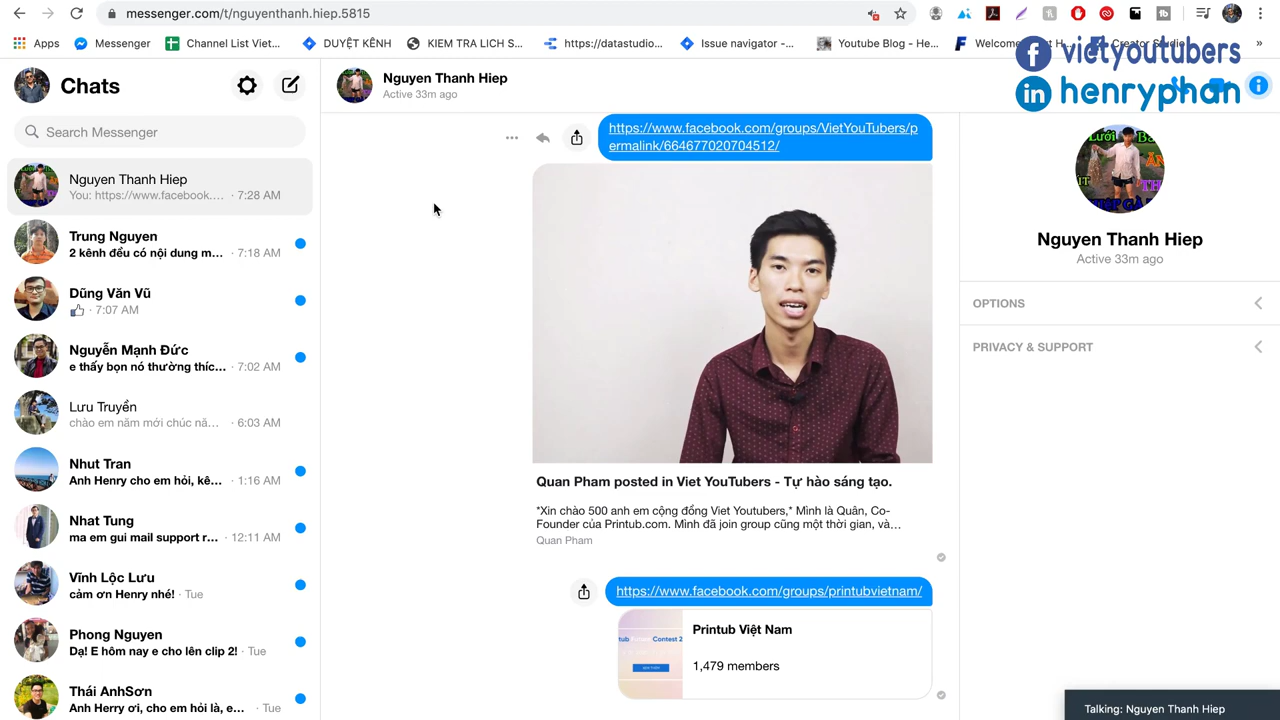 messenger.com/t/nguyenthanh.hiep.5815
Apps
Messenger
Channel List Viet...
DUYỆT KÊNH
KIEM TRA LICH S...
https://datastudio...
Issue navigator -...
Youtube Blog - He...
Welcome
Creator Studio
»
vietyoutubers
henryphan
Chats
Search Messenger
Nguyen Thanh Hiep
You: https://www.facebook.... · 7:28 AM
Trung Nguyen
2 kênh đều có nội dung m... · 7:18 AM
Dũng Văn Vũ
· 7:07 AM
Nguyễn Mạnh Đức
e thấy bọn nó thường thíc... · 7:02 AM
Lưu Truyền
chào em năm mới chúc nă... · 6:03 AM
Nhut Tran
Anh Henry cho em hỏi, kê... · 1:16 AM
Nhat Tung
ma em gui mail support r... · 12:11 AM
Vĩnh Lộc Lưu
cảm ơn Henry nhé! · Tue
Phong Nguyen
Dạ! E hôm nay e cho lên clip 2! · Tue
Thái AnhSơn
Anh Herry ơi, cho em hỏi là, e... · Tue
Nguyen Thanh Hiep
Active 33m ago
https://www.facebook.com/groups/VietYouTubers/p
ermalink/664677020704512/
Quan Pham posted in Viet YouTubers - Tự hào sáng tạo.
*Xin chào 500 anh em cộng đồng Viet Youtubers,* Mình là Quân, Co-
Founder của Printub.com. Mình đã join group cũng một thời gian, và...
Quan Pham
https://www.facebook.com/groups/printubvietnam/
Printub Việt Nam
1,479 members
Nguyen Thanh Hiep
Active 33m ago
OPTIONS
PRIVACY & SUPPORT
Talking: Nguyen Thanh Hiep